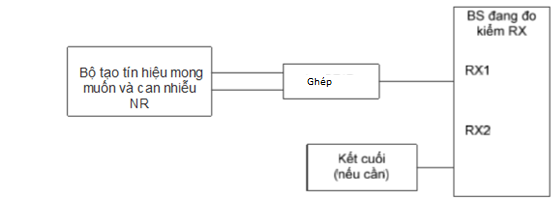 BS đang đo
kiểm RX
Bộ tạo tín hiệu mong
muốn và can nhiễu
NR
Ghép
RX1
RX2
Kết cuối
(nếu cần)